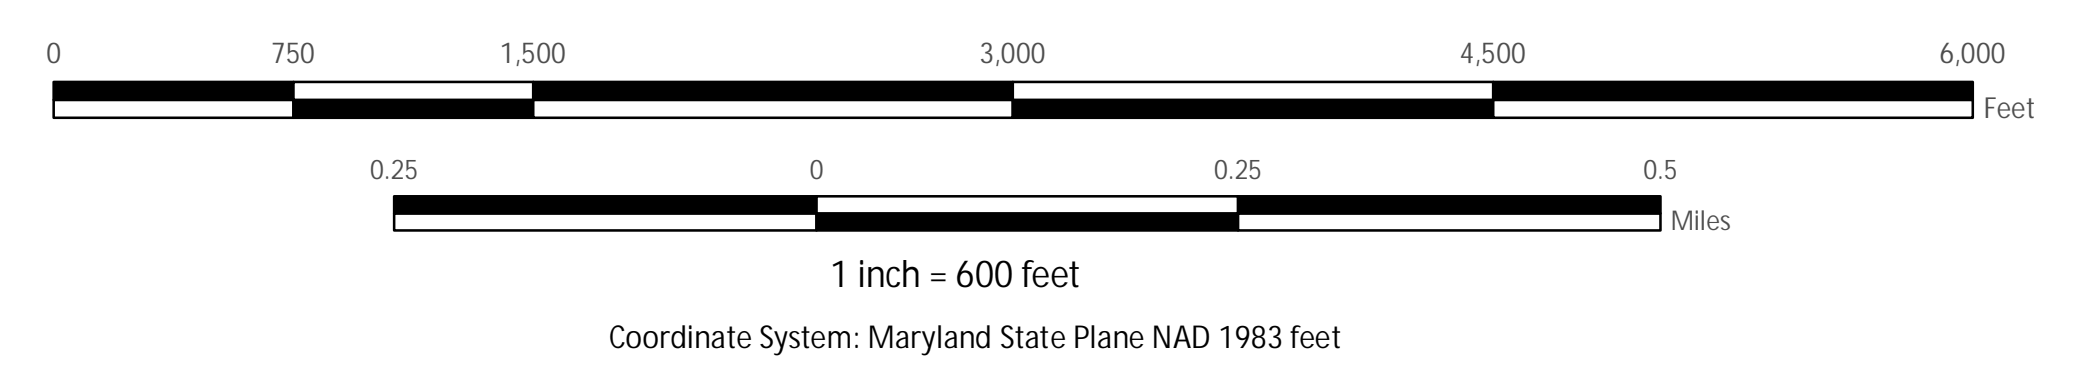 0 750 1,500 3,000 4,500 6,000
Feet
0.25 0 0.25 0.5
Miles
1 inch = 600 feet
Coordinate System: Maryland State Plane NAD 1983 feet